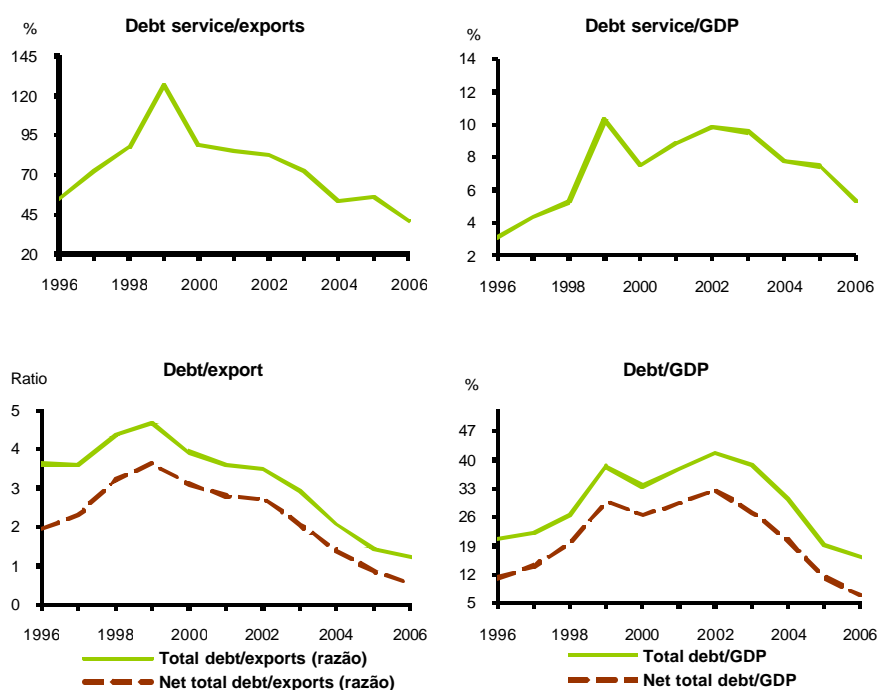 Debt service/exports
%
145
120
95
70
45
20
1996 1998 2000 2002 2004 2006
Debt service/GDP
%
14
12
10
8
6
4
2
1996 1998 2000 2002 2004 2006
Debt/export
Ratio
5
4
3
2
1
0
1996 1998 2000 2002 2004 2006
Total debt/exports (razão)
Net total debt/exports (razão)
Debt/GDP
%
47
40
33
26
19
12
5
1996 1998 2000 2002 2004 2006
Total debt/GDP
Net total debt/GDP